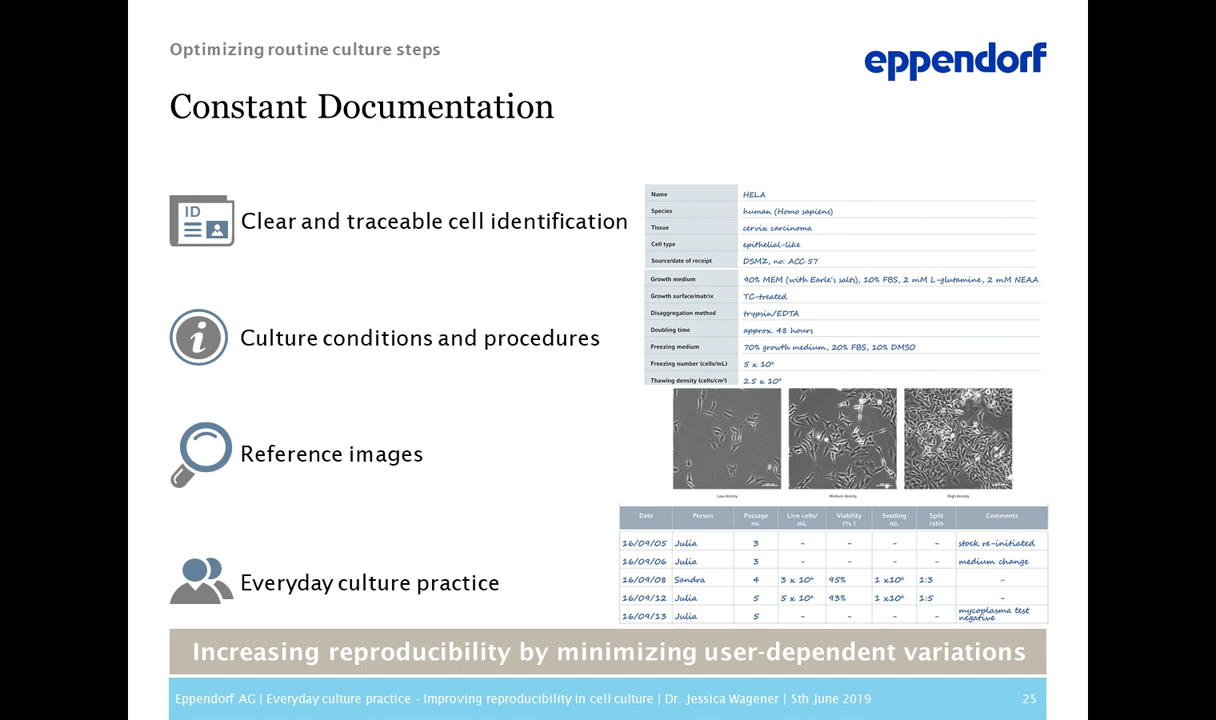 Optimizing routine culture steps
eppendorf
Constant Documentation
ID
Clear and traceable cell identification
Culture conditions and procedures
Reference images
Everyday culture practice
Name HELA
Species human (Homo sapiens)
Tissue cervix carcinoma
Cell type epithelial-like
Source/date of receipt DSMZ, no: ACC 57
Growth medium 90% MEM (with Earle's salts), 10% FBS, 2 mM L-glutamine, 2 mM NEAA
Growth surface/matrix TC-treated
Disaggregation method trypsin/EDTA
Doubling time approx. 48 hours
Freezing medium 70% growth medium, 20% FBS, 10% DMSO
Freezing number (cells/mL) 5 x 10⁶
Thawing density (cells/cm²) 2.5 x 10⁴
Low density Medium density High density
Date Person Passage no. Live cells/mL Viability (%) Seeding no. Split ratio Comments
16/09/05 Julia 3 - - - - stock re-initiated
16/09/06 Julia 3 - - - - medium change
16/09/08 Sandra 4 3 x 10⁶ 95% 1 x10⁶ 1:3 -
16/09/12 Julia 5 5 x 10⁶ 93% 1 x10⁶ 1:5 -
16/09/13 Julia 5 - - - - mycoplasma test negative
Increasing reproducibility by minimizing user-dependent variations
Eppendorf AG | Everyday culture practice - Improving reproducibility in cell culture | Dr. Jessica Wagener | 5th June 2019 25